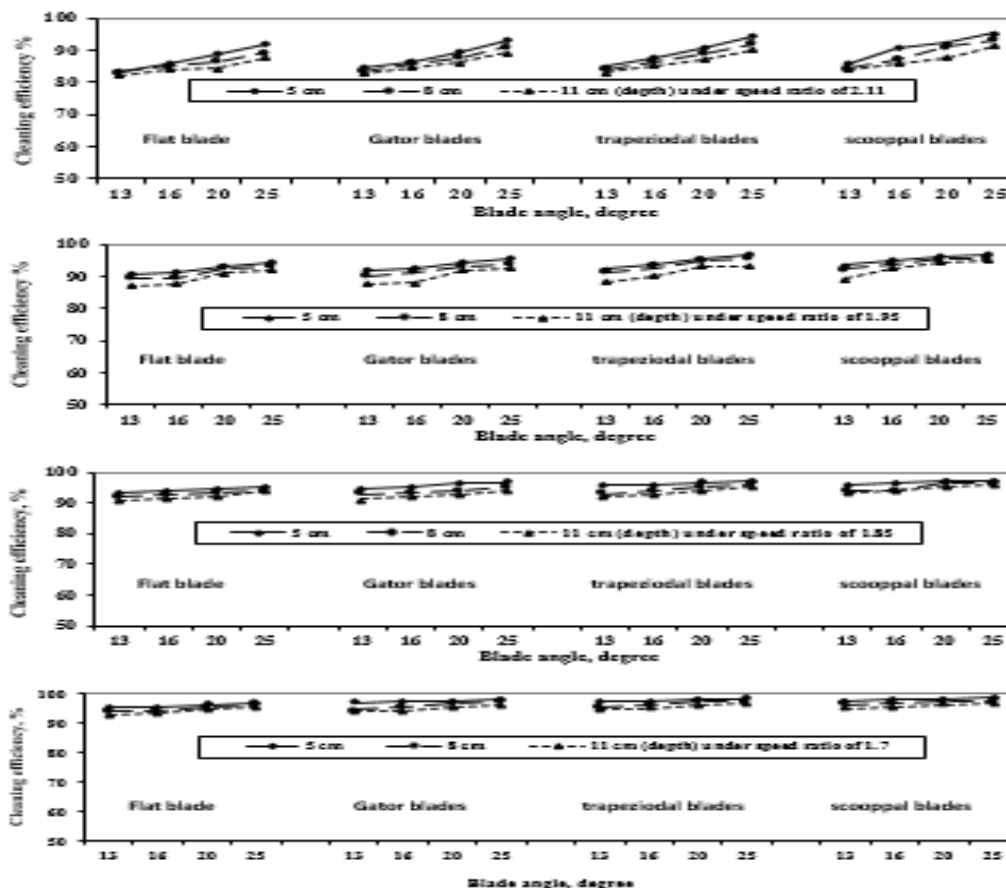 Cleaning efficiency %
100
90
80
70
60
50
5 cm 8 cm 11 cm (depth) under speed ratio of 2.11
Flat blade Gator blades trapeziodal blades scooppal blades
13 16 20 25 13 16 20 25 13 16 20 25 13 16 20 25
Blade angle, degree
Cleaning efficiency %
100
90
80
70
60
50
5 cm 8 cm 11 cm (depth) under speed ratio of 1.95
Flat blade Gator blades trapeziodal blades scooppal blades
13 16 20 25 13 16 20 25 13 16 20 25 13 16 20 25
Blade angle, degree
Cleaning efficiency, %
100
90
80
70
60
50
5 cm 8 cm 11 cm (depth) under speed ratio of 1.85
Flat blade Gator blades trapeziodal blades scooppal blades
13 16 20 25 13 16 20 25 13 16 20 25 13 16 20 25
Blade angle, degree
Cleaning efficiency, %
100
90
80
70
60
50
5 cm 8 cm 11 cm (depth) under speed ratio of 1.7
Flat blade Gator blades trapeziodal blades scooppal blades
13 16 20 25 13 16 20 25 13 16 20 25 13 16 20 25
Blade angle, degree